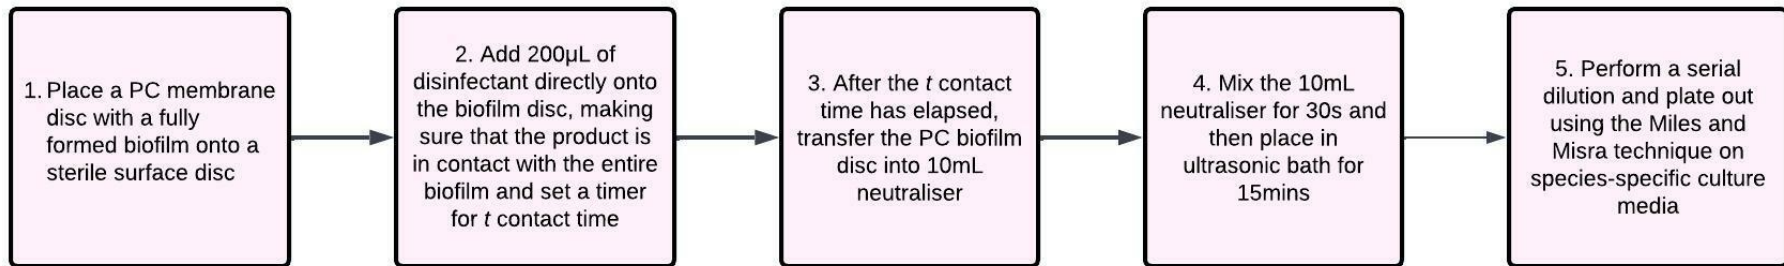 1. Place a PC membrane
disc with a fully
formed biofilm onto a
sterile surface disc
2. Add 200µL of
disinfectant directly onto
the biofilm disc, making
sure that the product is
in contact with the entire
biofilm and set a timer
for t contact time
3. After the t contact
time has elapsed,
transfer the PC biofilm
disc into 10mL
neutraliser
4. Mix the 10mL
neutraliser for 30s and
then place in
ultrasonic bath for
15mins
5. Perform a serial
dilution and plate out
using the Miles and
Misra technique on
species-specific culture
media